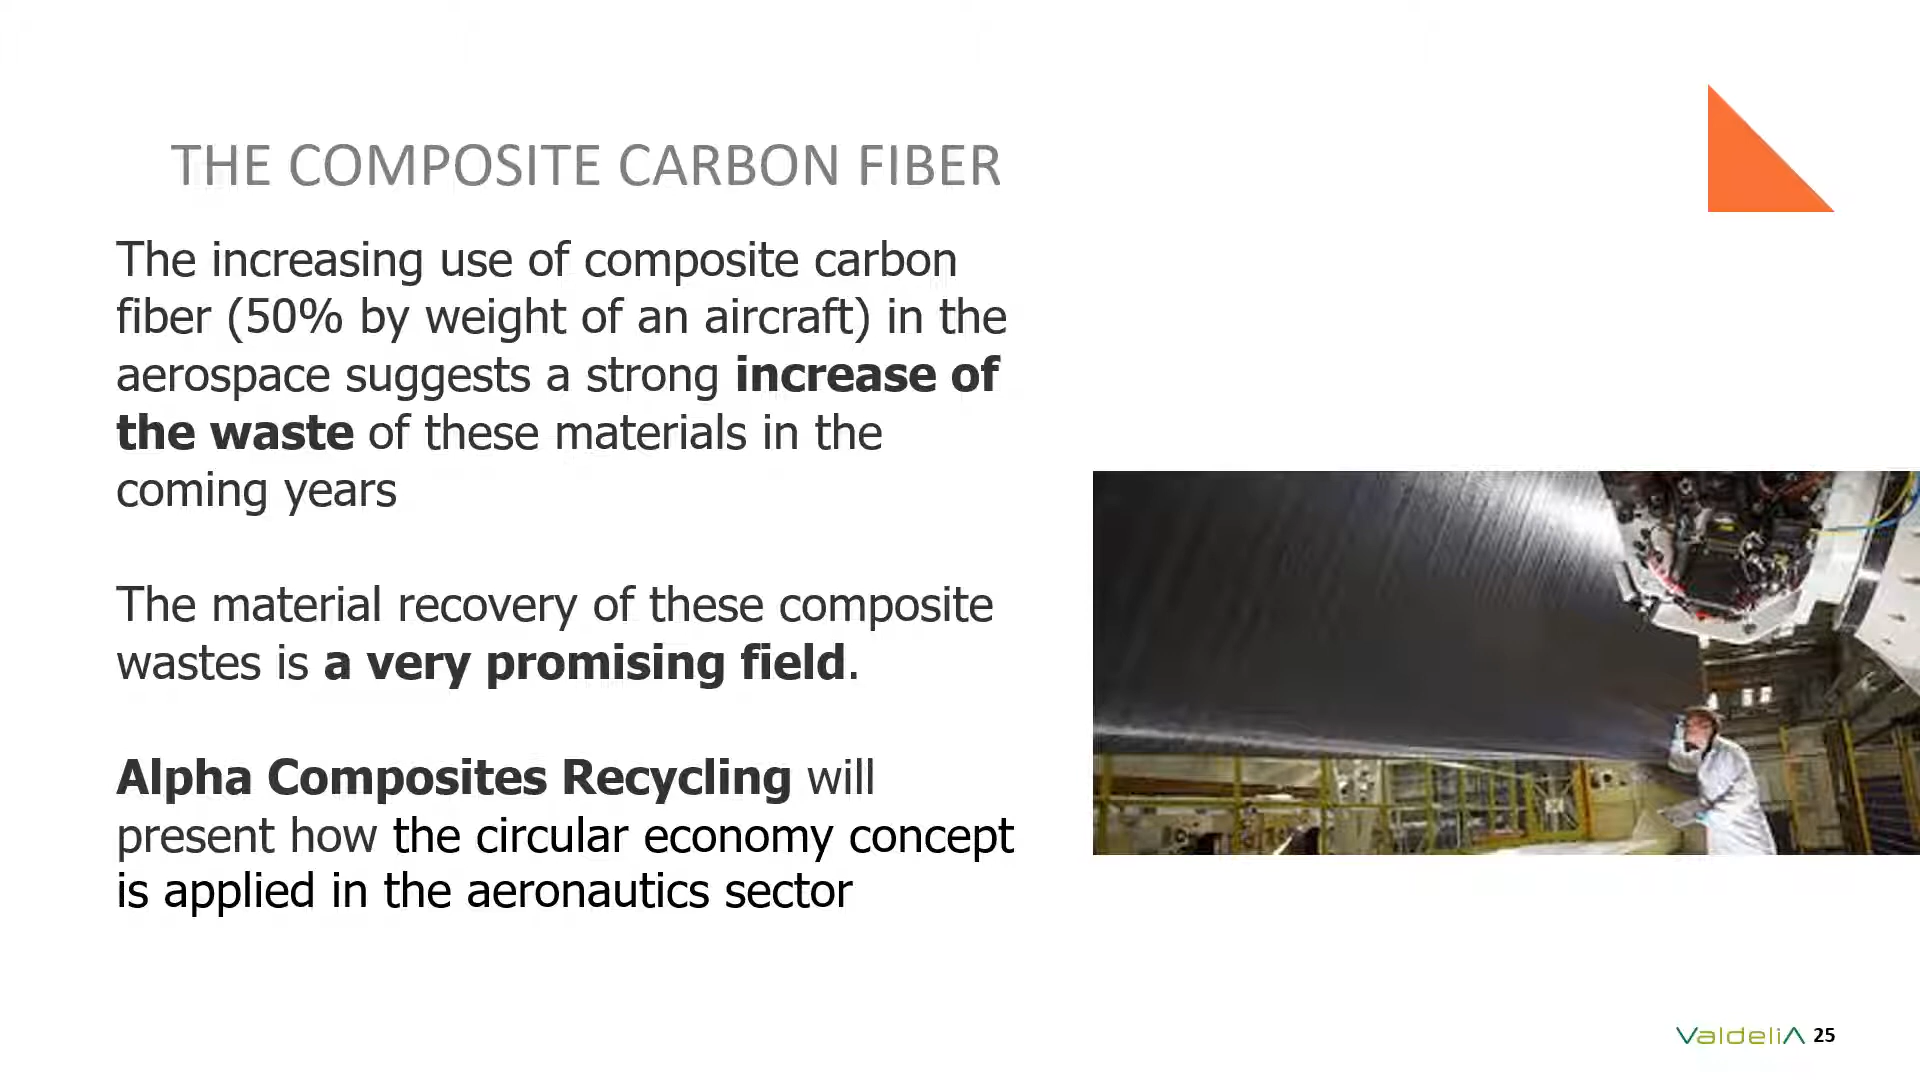 THE COMPOSITE CARBON FIBER
The increasing use of composite carbon
fiber (50% by weight of an aircraft) in the
aerospace suggests a strong increase of
the waste of these materials in the
coming years
The material recovery of these composite
wastes is a very promising field.
Alpha Composites Recycling will
present how the circular economy concept
is applied in the aeronautics sector
ValdeliA 25